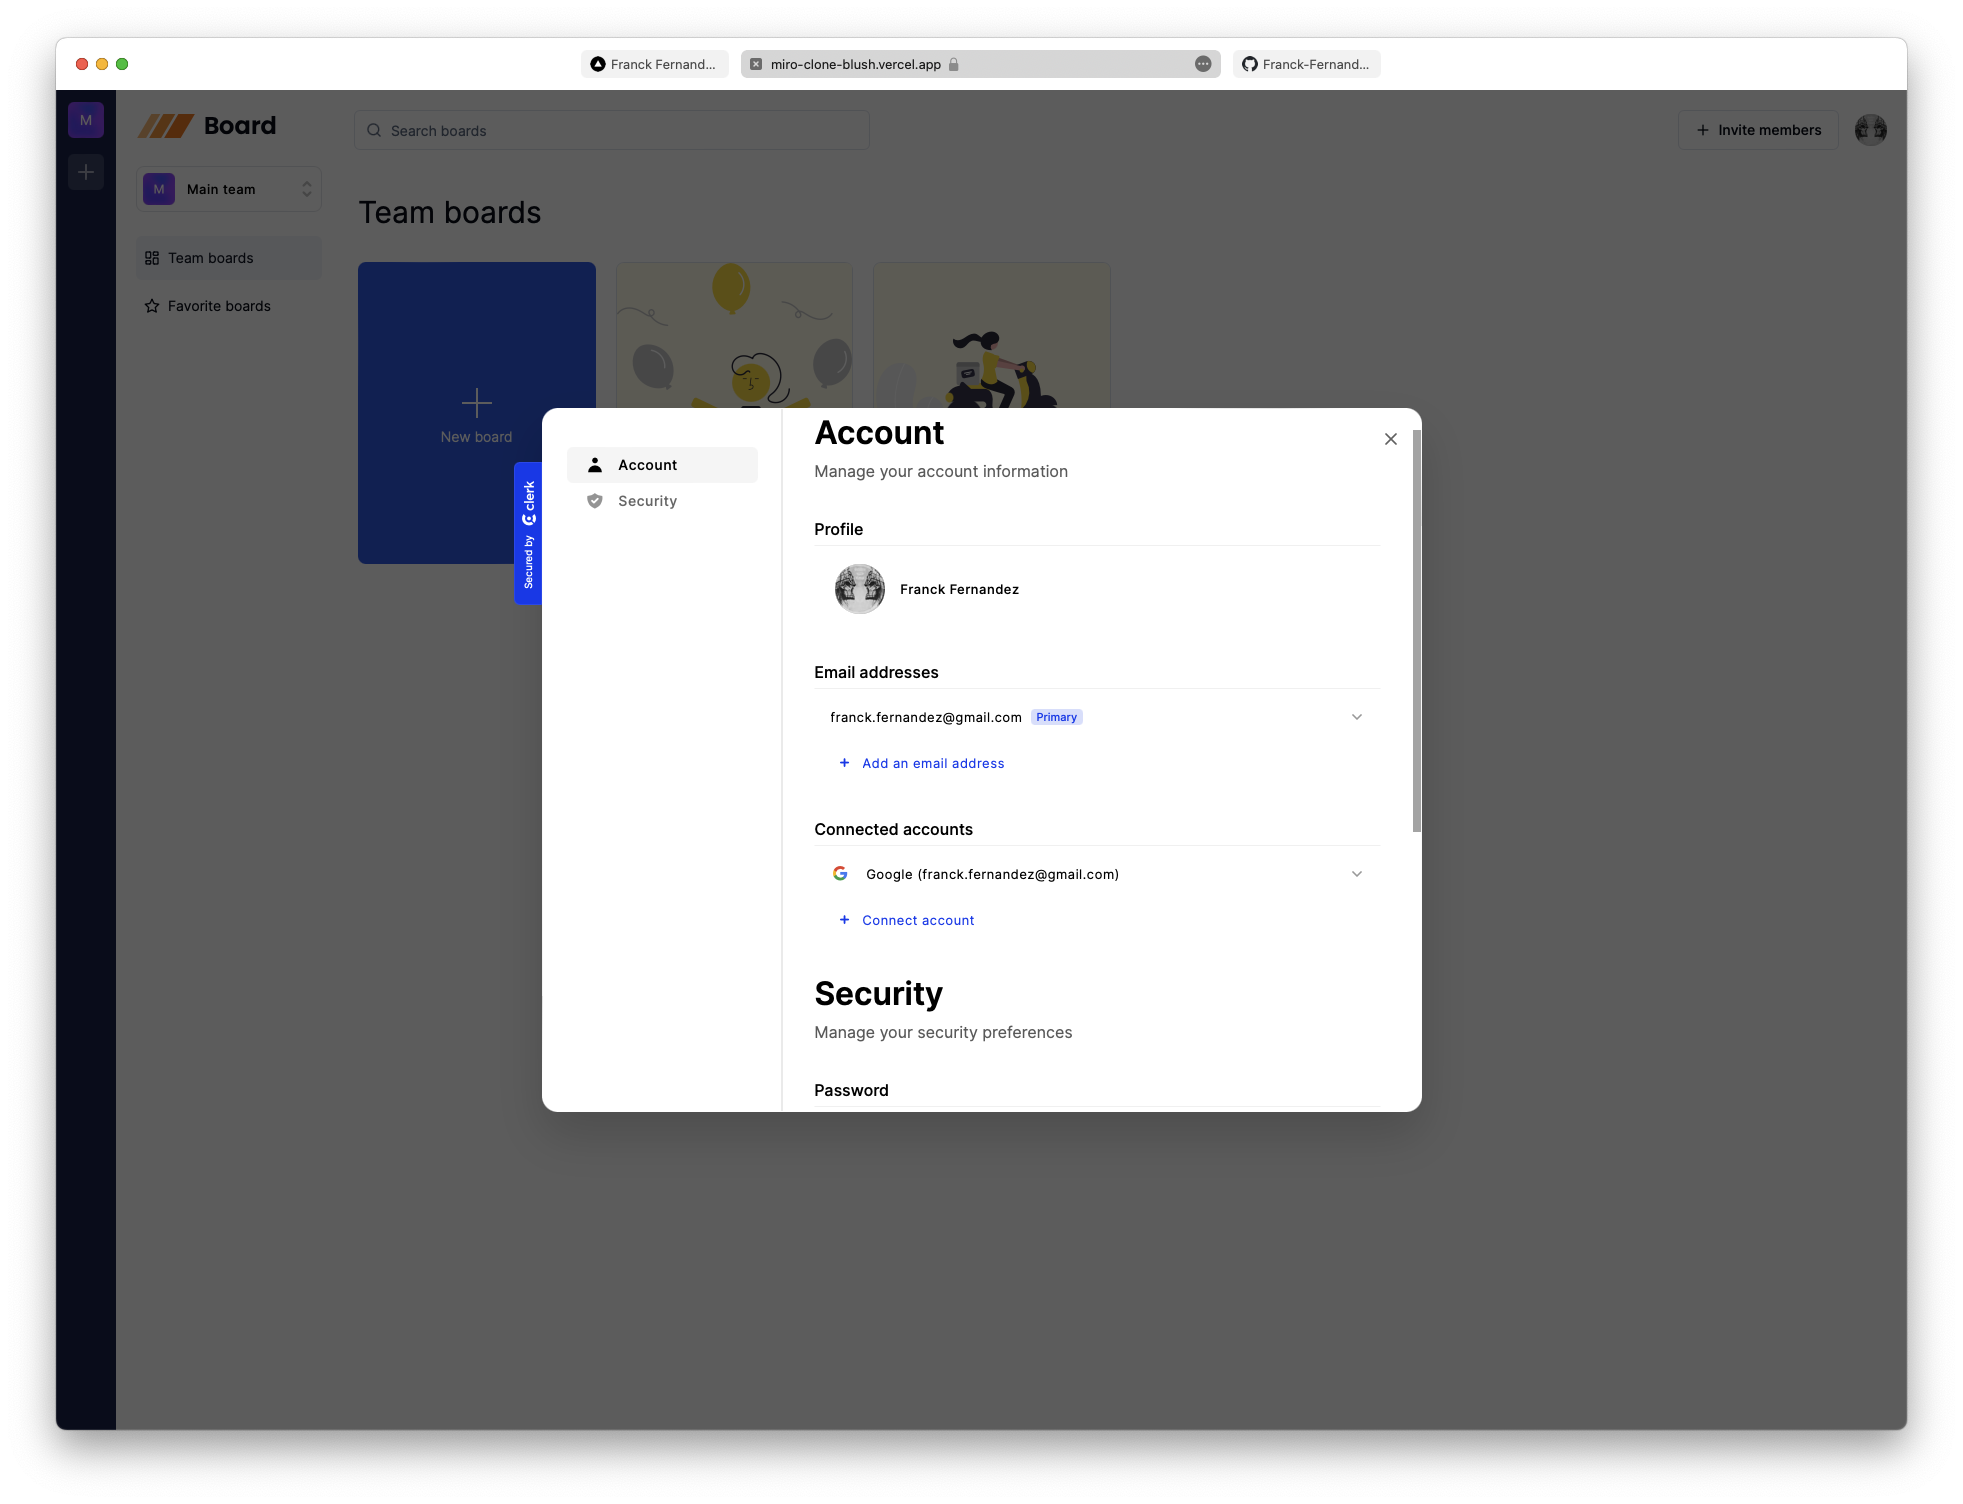 Franck Fernand...
miro-clone-blush.vercel.app
Franck-Fernand...
M
Board
Search boards
Invite members
M
Main team
Team boards
Favorite boards
Team boards
New board
Secured by clerk
Account
Security
Account
Manage your account information
Profile
Franck Fernandez
Email addresses
franck.fernandez@gmail.com Primary
Add an email address
Connected accounts
Google (franck.fernandez@gmail.com)
Connect account
Security
Manage your security preferences
Password